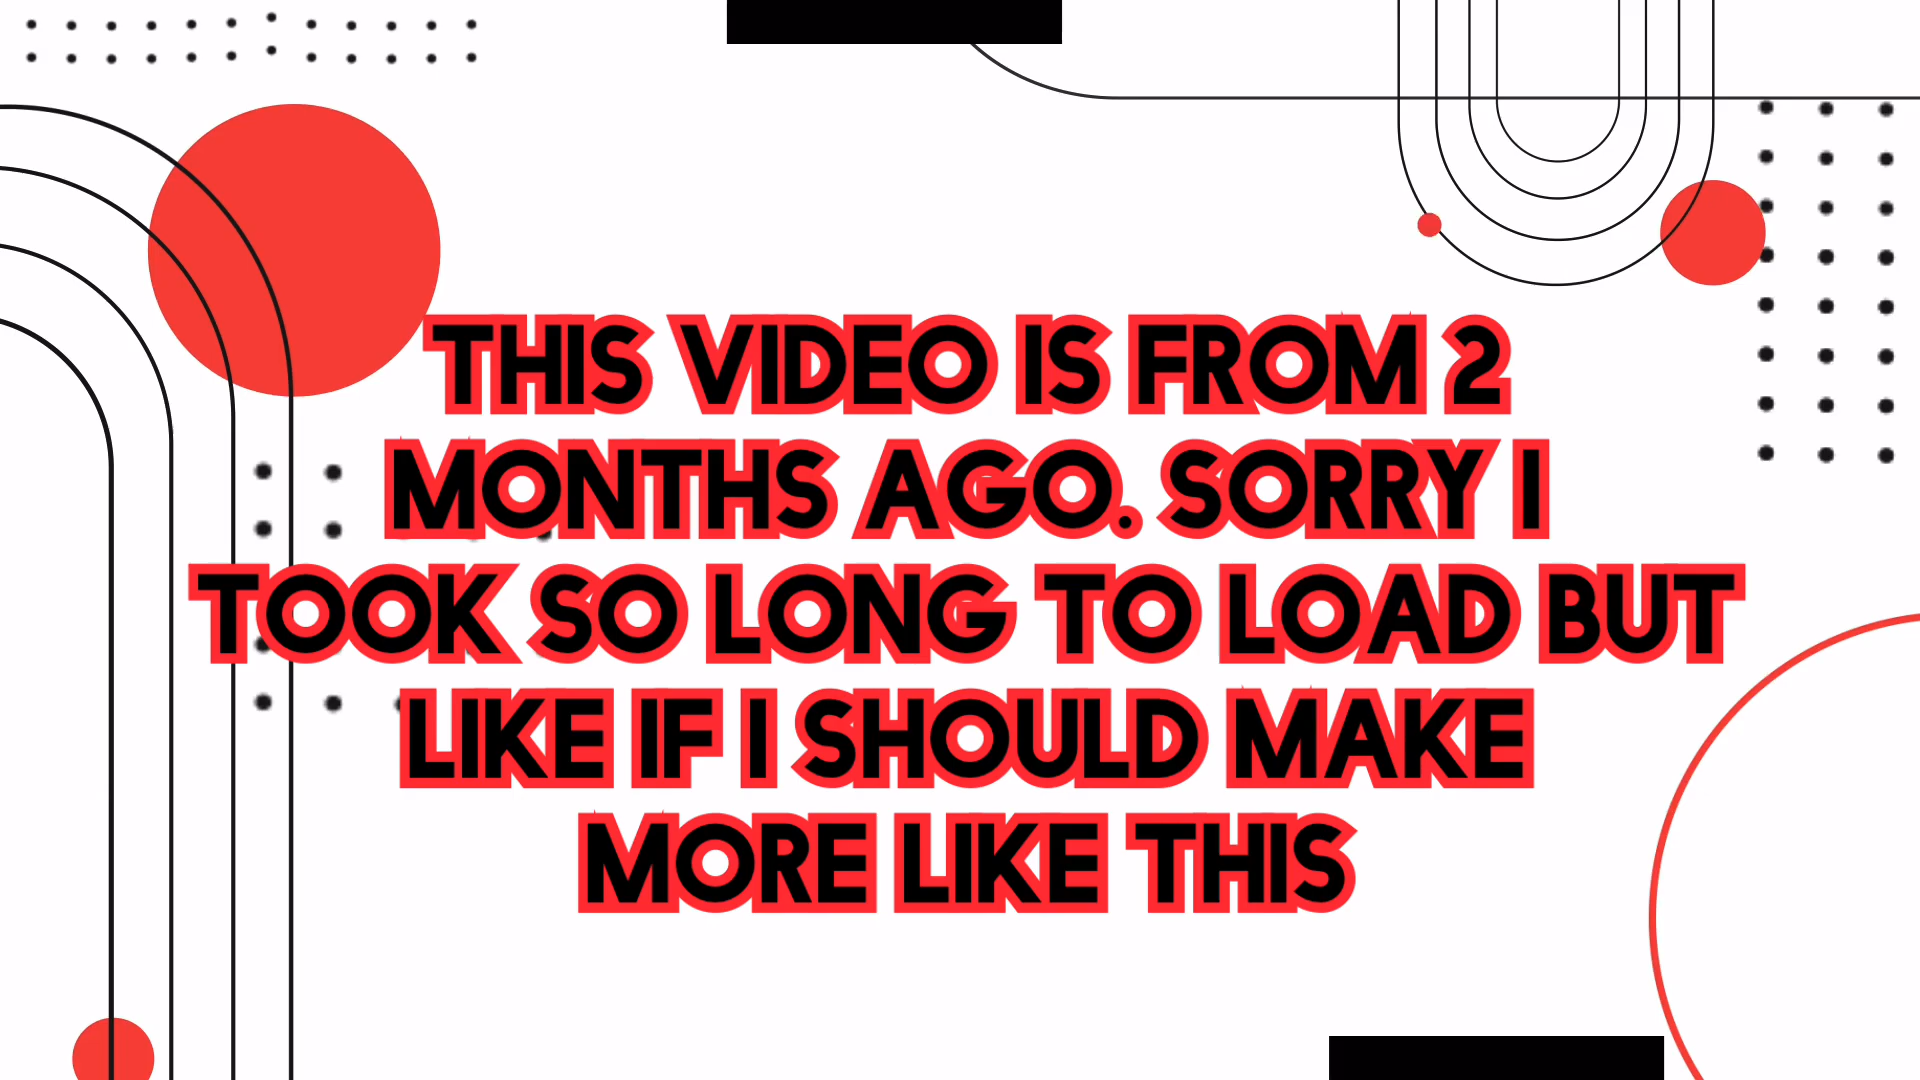 THIS VIDEO IS FROM 2
MONTHS AGO. SORRY I
TOOK SO LONG TO LOAD BUT
LIKE IF I SHOULD MAKE
MORE LIKE THIS